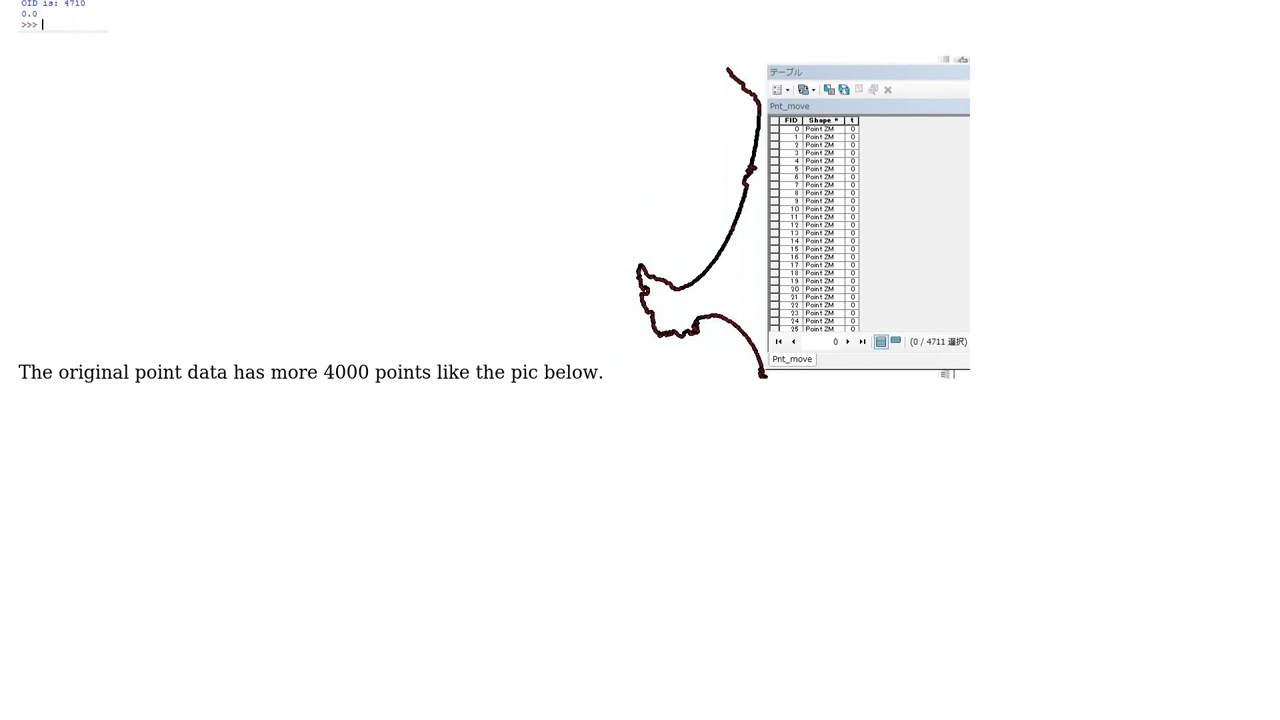 OID is: 4710
0.0
>>>
テーブル
Pnt_move
FID Shape * t
0 Point ZM 0
1 Point ZM 0
2 Point ZM 0
3 Point ZM 0
4 Point ZM 0
5 Point ZM 0
6 Point ZM 0
7 Point ZM 0
8 Point ZM 0
9 Point ZM 0
10 Point ZM 0
11 Point ZM 0
12 Point ZM 0
13 Point ZM 0
14 Point ZM 0
15 Point ZM 0
16 Point ZM 0
17 Point ZM 0
18 Point ZM 0
19 Point ZM 0
20 Point ZM 0
21 Point ZM 0
22 Point ZM 0
23 Point ZM 0
24 Point ZM 0
25 Point ZM 0
0 (0 / 4711 選択)
Pnt_move
The original point data has more 4000 points like the pic below.